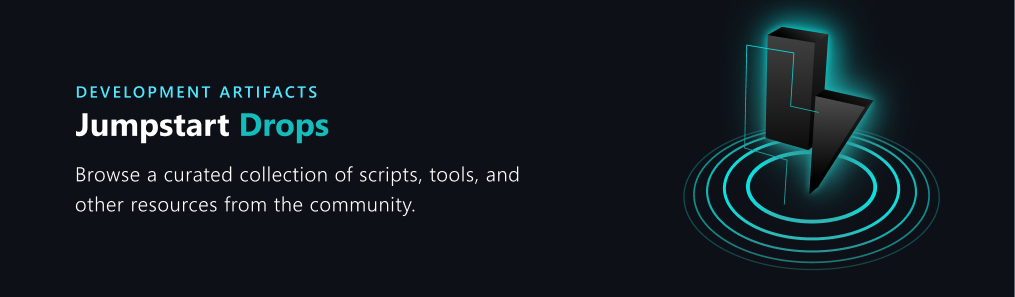 DEVELOPMENT ARTIFACTS
Jumpstart Drops
Browse a curated collection of scripts, tools, and
other resources from the community.